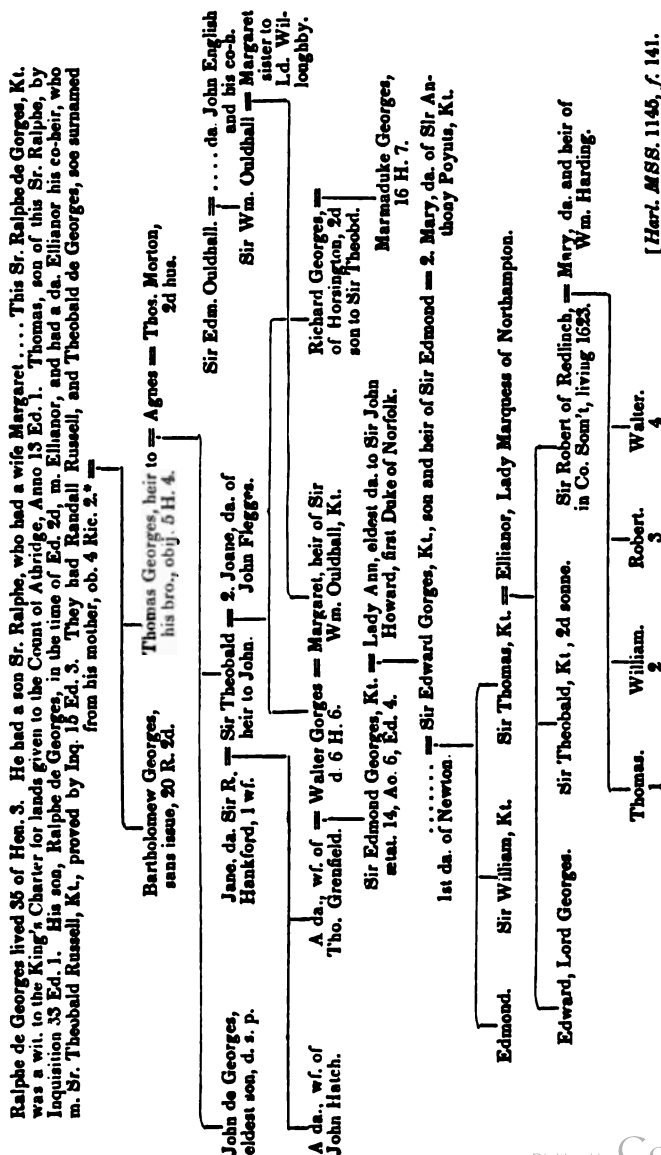 Ralphe de Georges lived 35 of Hen. 3. He had a son Sr. Ralphe, who had a wife Margaret .... This Sr. Ralphe de Gorges, Kt.
was a wit. to the King's Charter for lands given to the Count of Athridge, Anno 13 Ed. 1. Thomas, son of this Sr. Ralphe, by
Inquisition 33 Ed. 1. His son, Ralphe de Georges, in the time of Ed. 2d, m. Ellianor, and had a da. Ellianor his co-heir, who
m. Sr. Theobald Russell, Kt., proved by Inq. 15 Ed. 3. They had Randall Russell, and Theobald de Georges, soe surnamed
from his mother, ob. 4 Ric. 2.* =
Bartholomew Georges,
sans issue, 20 R. 2d.
Thomas Georges, heir to = Agnes = Thos. Morton,
his bro., obij. 5 H. 4.
2d hus.
John de Georges,
eldest son, d. s. p.
Jane, da. Sir R. = Sir Theobald = 2. Joane, da. of
Hankford, 1 wf.
heir to John.
John Flegges.
Sir Edm. Ouldhall. = .... da. John English
and his co-h.
Sir Wm. Ouldhall = Margaret
sister to
Ld. Wil-
loughby.
A da., wf. of
John Hatch.
A da., wf. of
Tho. Grenfield.
= Walter Gorges = Margaret, heir of Sir
d. 6 H. 6.
Wm. Ouldhall, Kt.
Richard Georges, =
of Horsington, 2d
son to Sir Theobd.
Sir Edmond Georges, Kt. = Lady Ann, eldest da. to Sir John
ætat. 14, Ao. 6, Ed. 4.
Howard, first Duke of Norfolk.
Marmaduke Georges,
16 H. 7.
....... = Sir Edward Gorges, Kt., son and heir of Sir Edmond = 2. Mary, da. of Sir An-
1st da. of Newton.
thony Poynts, Kt.
Edmond.
Sir William, Kt.
Sir Thomas, Kt. = Ellianor, Lady Marquess of Northampton.
Edward, Lord Georges.
Sir Theobald, Kt, 2d sonne.
Sir Robert of Redlinch, = Mary, da. and heir of
in Co. Som't, living 1623.
Wm. Harding.
Thomas. William. Robert. Walter.
1 2 3 4
[Harl. MSS. 1145, f. 141.